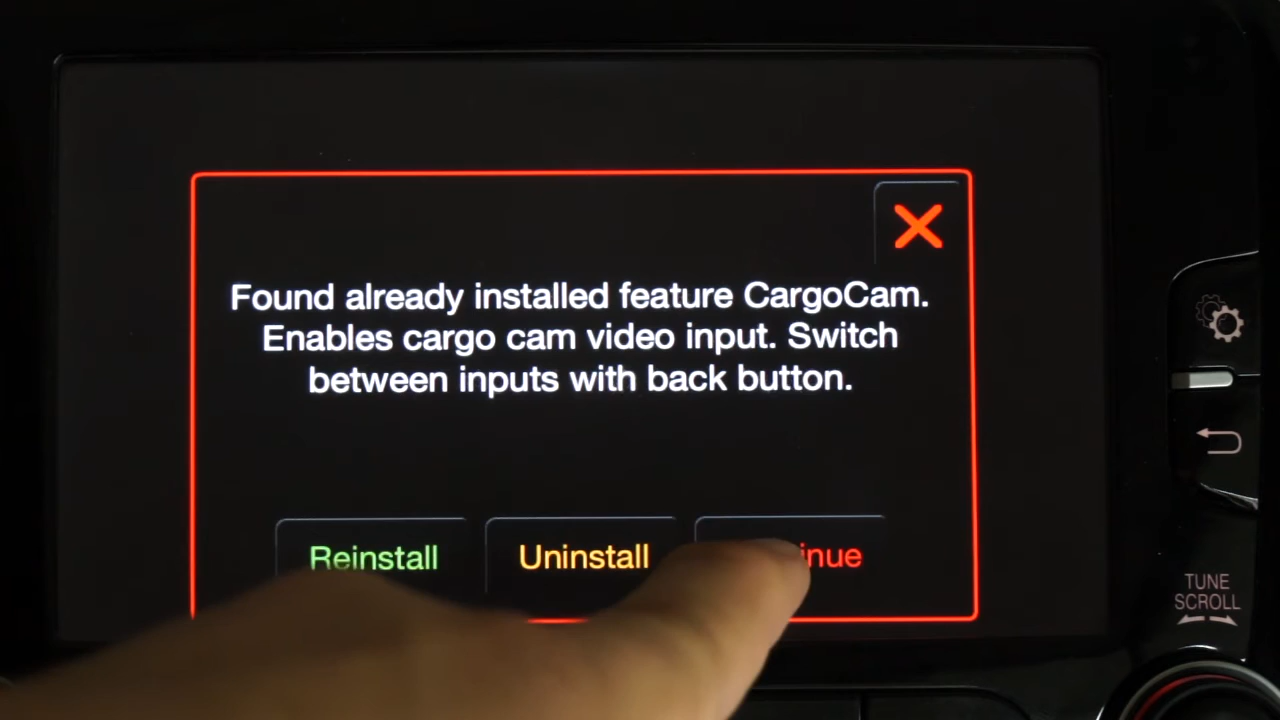 Found already installed feature CargoCam.
Enables cargo cam video input. Switch
between inputs with back button.
Reinstall Uninstall
TUNE
SCROLL